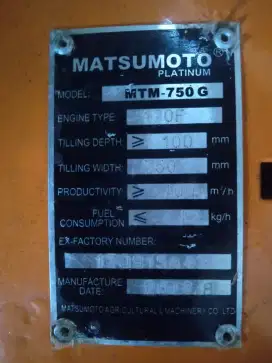 MATSUMOTO®
PLATINUM
MODEL: MTM-750 G
ENGINE TYPE:
TILLING DEPTH: ≥ 100 mm
TILLING WIDTH: mm
PRODUCTIVITY: ≥ m²/h
FUEL CONSUMPTION ≤ kg/h
EX-FACTORY NUMBER:
MANUFACTURE DATE:
MATSUMOTO AGRICULTURAL & MACHINERY CO. LTD